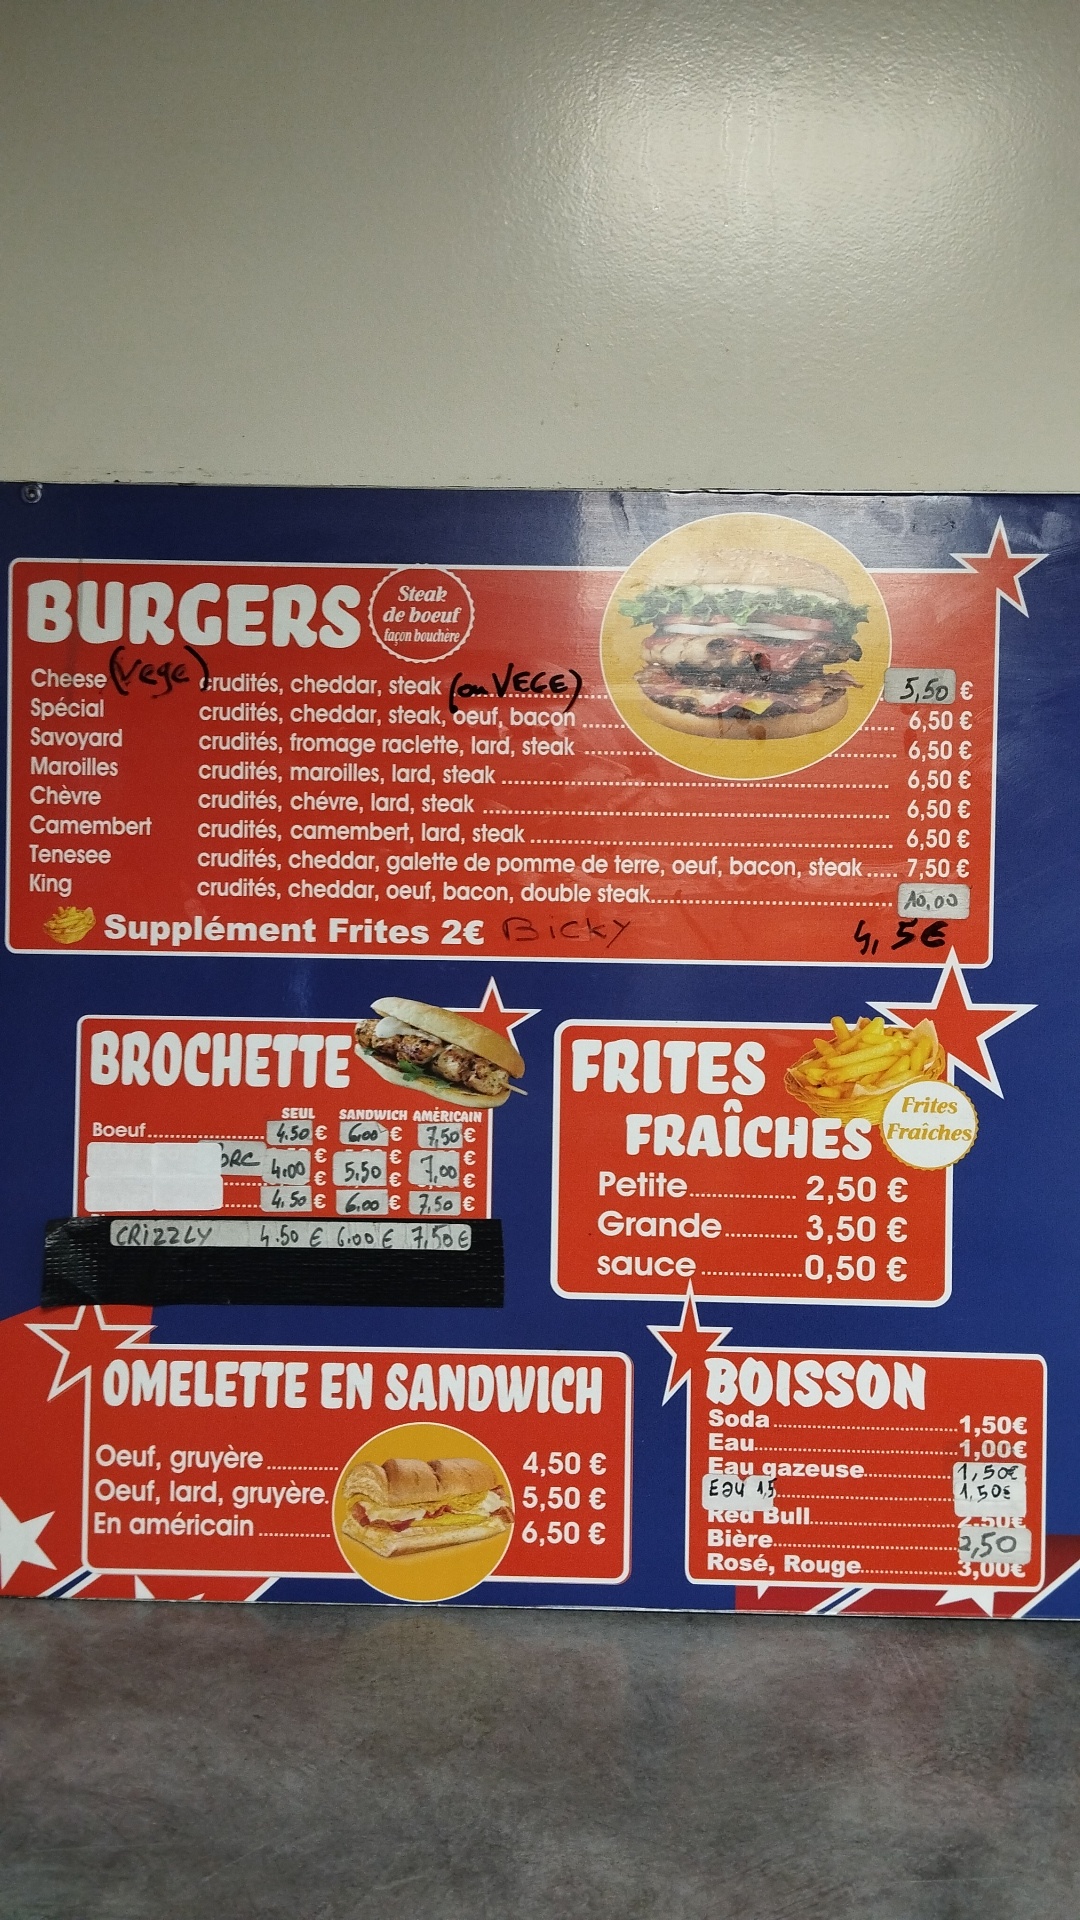 BURGERS
Steak
de boeuf
façon bouchère
Cheese (Vege) crudités, cheddar, steak (ou VEGE) 5,50 €
Spécial crudités, cheddar, steak, oeuf, bacon 6,50 €
Savoyard crudités, fromage raclette, lard, steak 6,50 €
Maroilles crudités, maroilles, lard, steak 6,50 €
Chèvre crudités, chévre, lard, steak 6,50 €
Camembert crudités, camembert, lard, steak 6,50 €
Tenesee crudités, cheddar, galette de pomme de terre, oeuf, bacon, steak 7,50 €
King crudités, cheddar, oeuf, bacon, double steak 10,00
Supplément Frites 2€ Bicky 4,5€
BROCHETTE
SEUL SANDWICH AMÉRICAIN
Boeuf 4.50 € 6.00 € 7,50 €
4.00 € 5.50 € 7,00 €
4,50 € 6.00 € 7,50 €
CRIZZLY 4.50 € 6.00 € 7,50 €
FRITES
FRAÎCHES
Frites
Fraîches
Petite 2,50 €
Grande 3,50 €
sauce 0,50 €
OMELETTE EN SANDWICH
Oeuf, gruyère 4,50 €
Oeuf, lard, gruyère. 5,50 €
En américain 6,50 €
BOISSON
Soda 1,50€
Eau 1,00€
Eau gazeuse 1,50€
Eau 1,5 1,50€
Red Bull 2.50€
Bière 2,50
Rosé, Rouge 3,00€